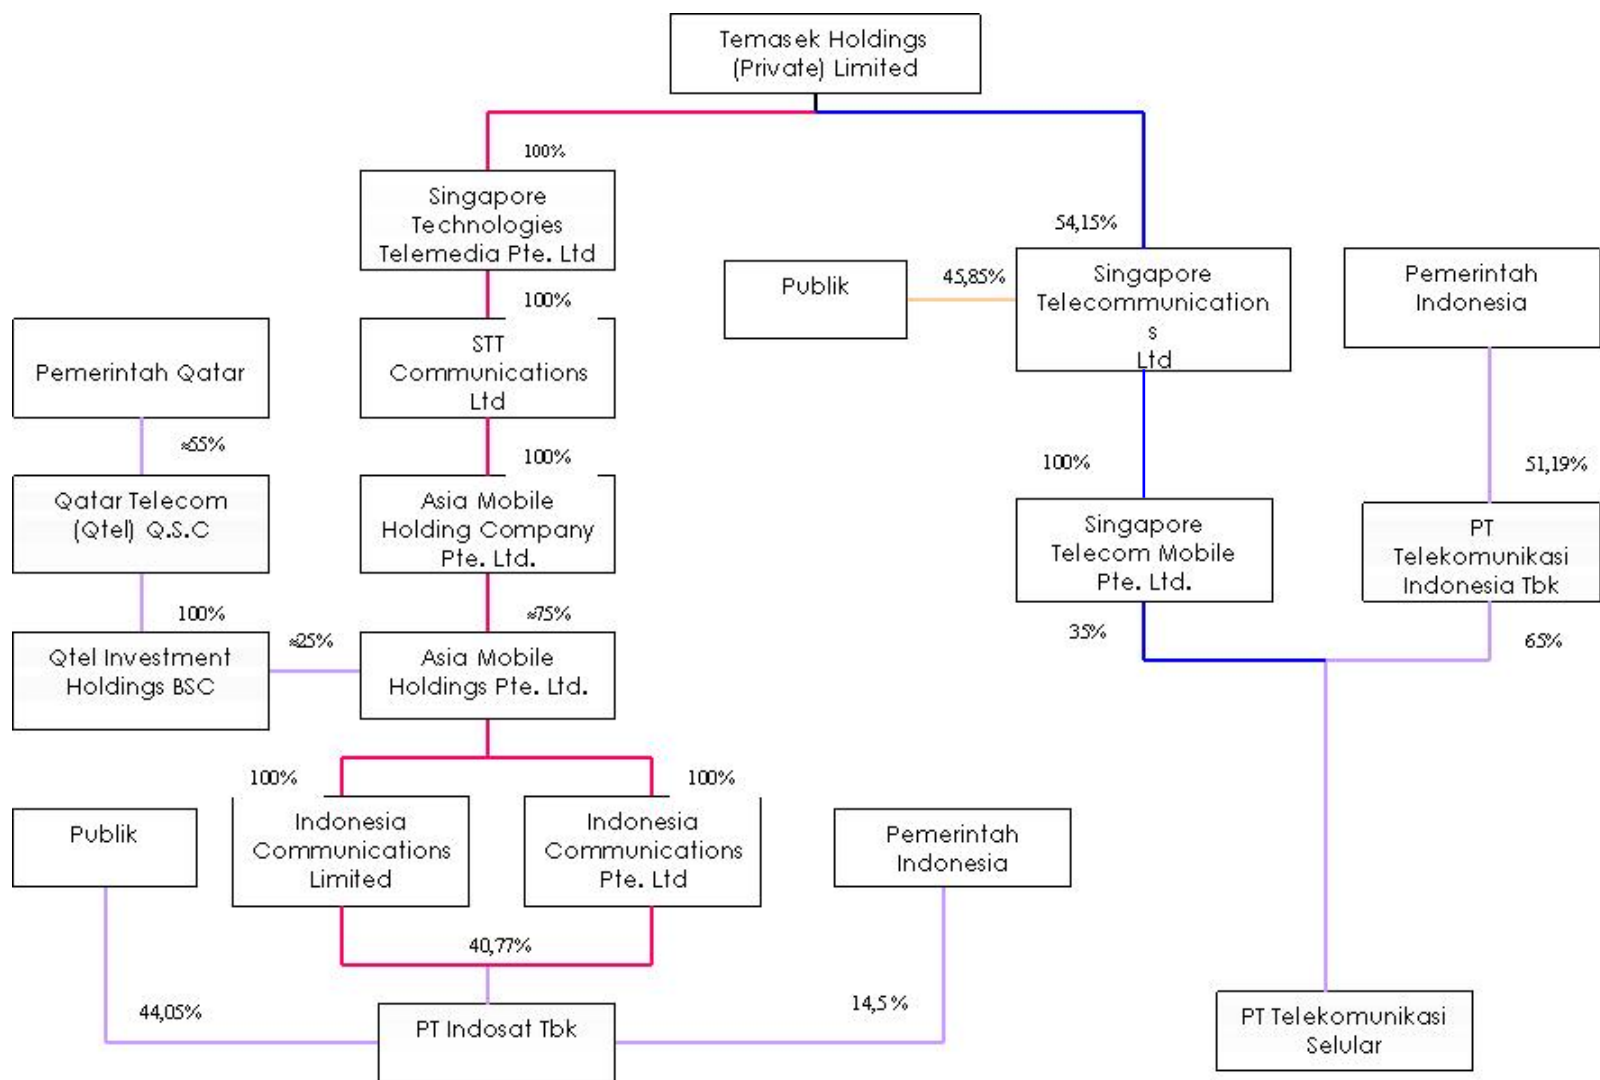 Temasek Holdings
(Private) Limited
100%
Singapore
Technologies
Telemedia Pte. Ltd
54,15%
Publik
45,85%
Singapore
Telecommunication
s
Ltd
Pemerintah
Indonesia
100%
STT
Communications
Ltd
Pemerintah Qatar
≈55%
100%
100%
51,19%
Qatar Telecom
(Qtel) Q.S.C
Asia Mobile
Holding Company
Pte. Ltd.
Singapore
Telecom Mobile
Pte. Ltd.
PT
Telekomunikasi
Indonesia Tbk
100%
≈75%
35%
65%
Qtel Investment
Holdings BSC
≈25%
Asia Mobile
Holdings Pte. Ltd.
100%
100%
Publik
Indonesia
Communications
Limited
Indonesia
Communications
Pte. Ltd
Pemerintah
Indonesia
40,77%
44,05%
14,5 %
PT Indosat Tbk
PT Telekomunikasi
Selular